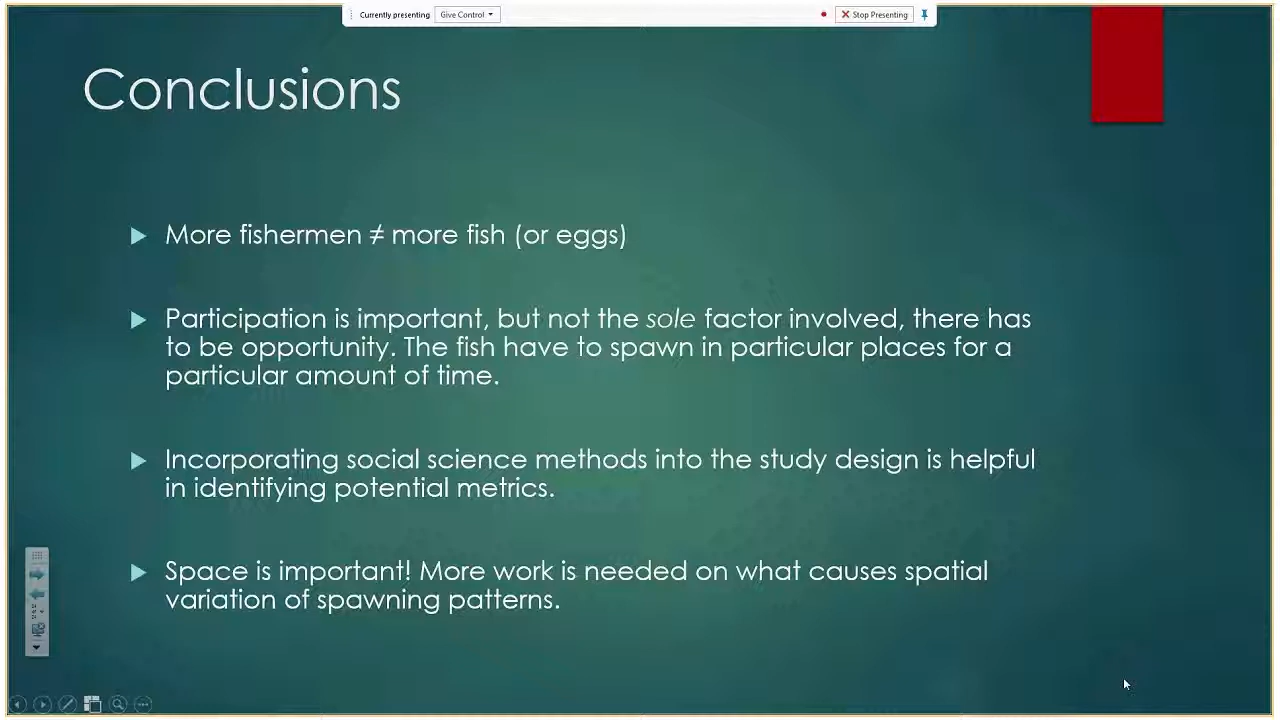 Currently presenting
Give Control
Stop Presenting
Conclusions
More fishermen ≠ more fish (or eggs)
Participation is important, but not the sole factor involved, there has
to be opportunity. The fish have to spawn in particular places for a
particular amount of time.
Incorporating social science methods into the study design is helpful
in identifying potential metrics.
Space is important! More work is needed on what causes spatial
variation of spawning patterns.